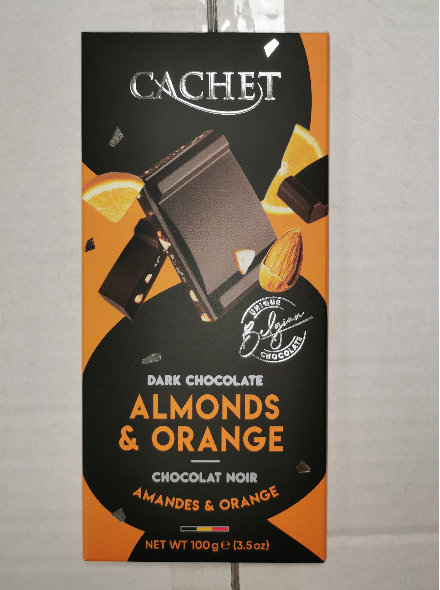 CACHET
UNIQUE
Belgian
CHOCOLATE
DARK CHOCOLATE
ALMONDS
& ORANGE
CHOCOLAT NOIR
AMANDES & ORANGE
NET WT 100g ℮ (3.5oz)